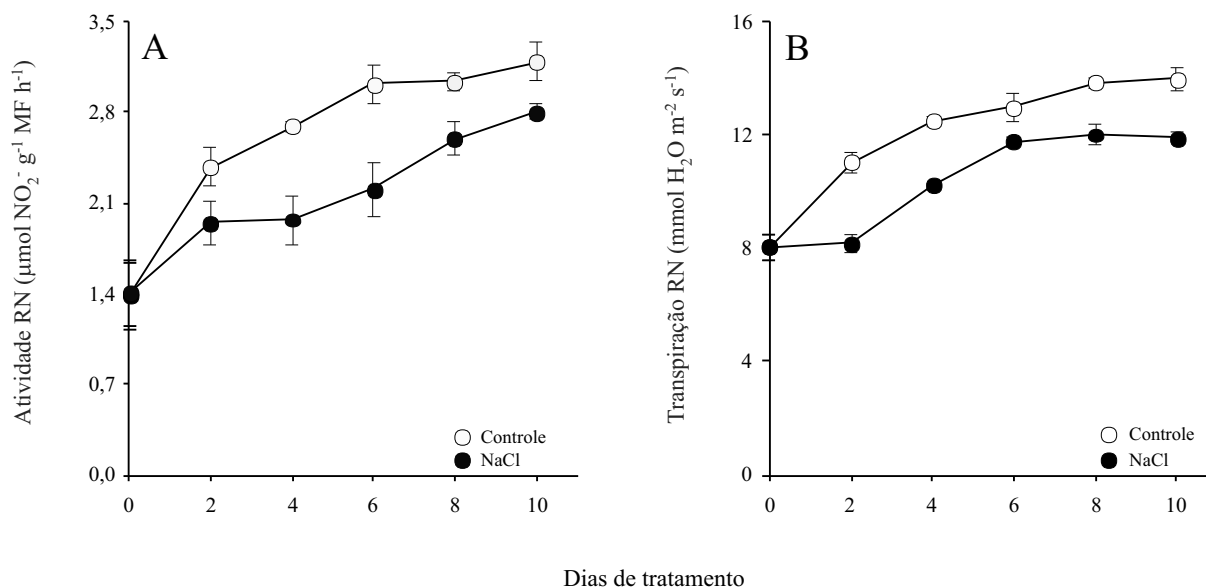 A
Atividade RN (µmol NO₂⁻ g⁻¹ MF h⁻¹)
3,5
2,8
2,1
1,4
0,7
0,0
0 2 4 6 8 10
Controle
NaCl
B
Transpiração RN (mmol H₂O m⁻² s⁻¹)
16
12
8
4
0
0 2 4 6 8 10
Controle
NaCl
Dias de tratamento